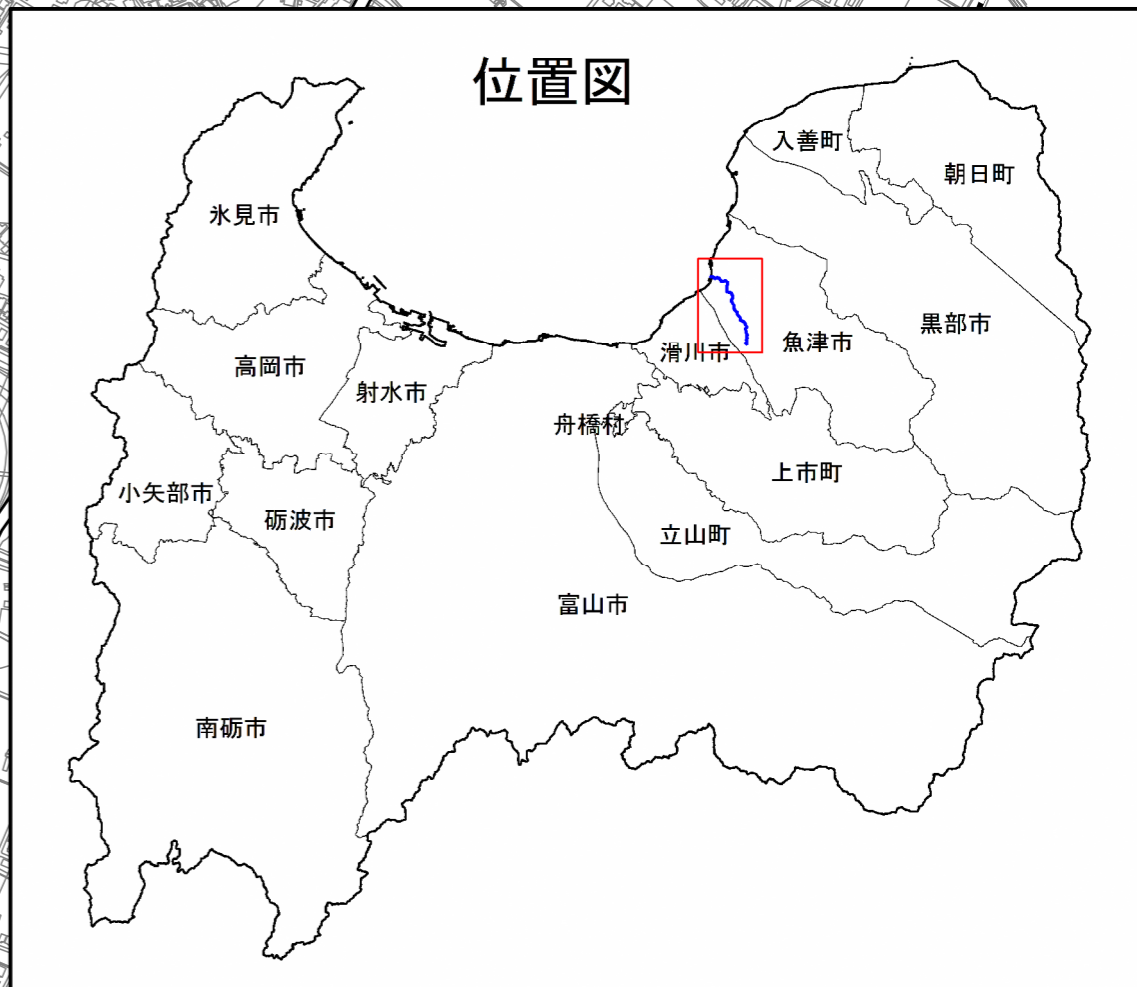 位置図
入善町
朝日町
氷見市
黒部市
魚津市
滑川市
高岡市
射水市
舟橋村
上市町
小矢部市
砺波市
立山町
富山市
南砺市